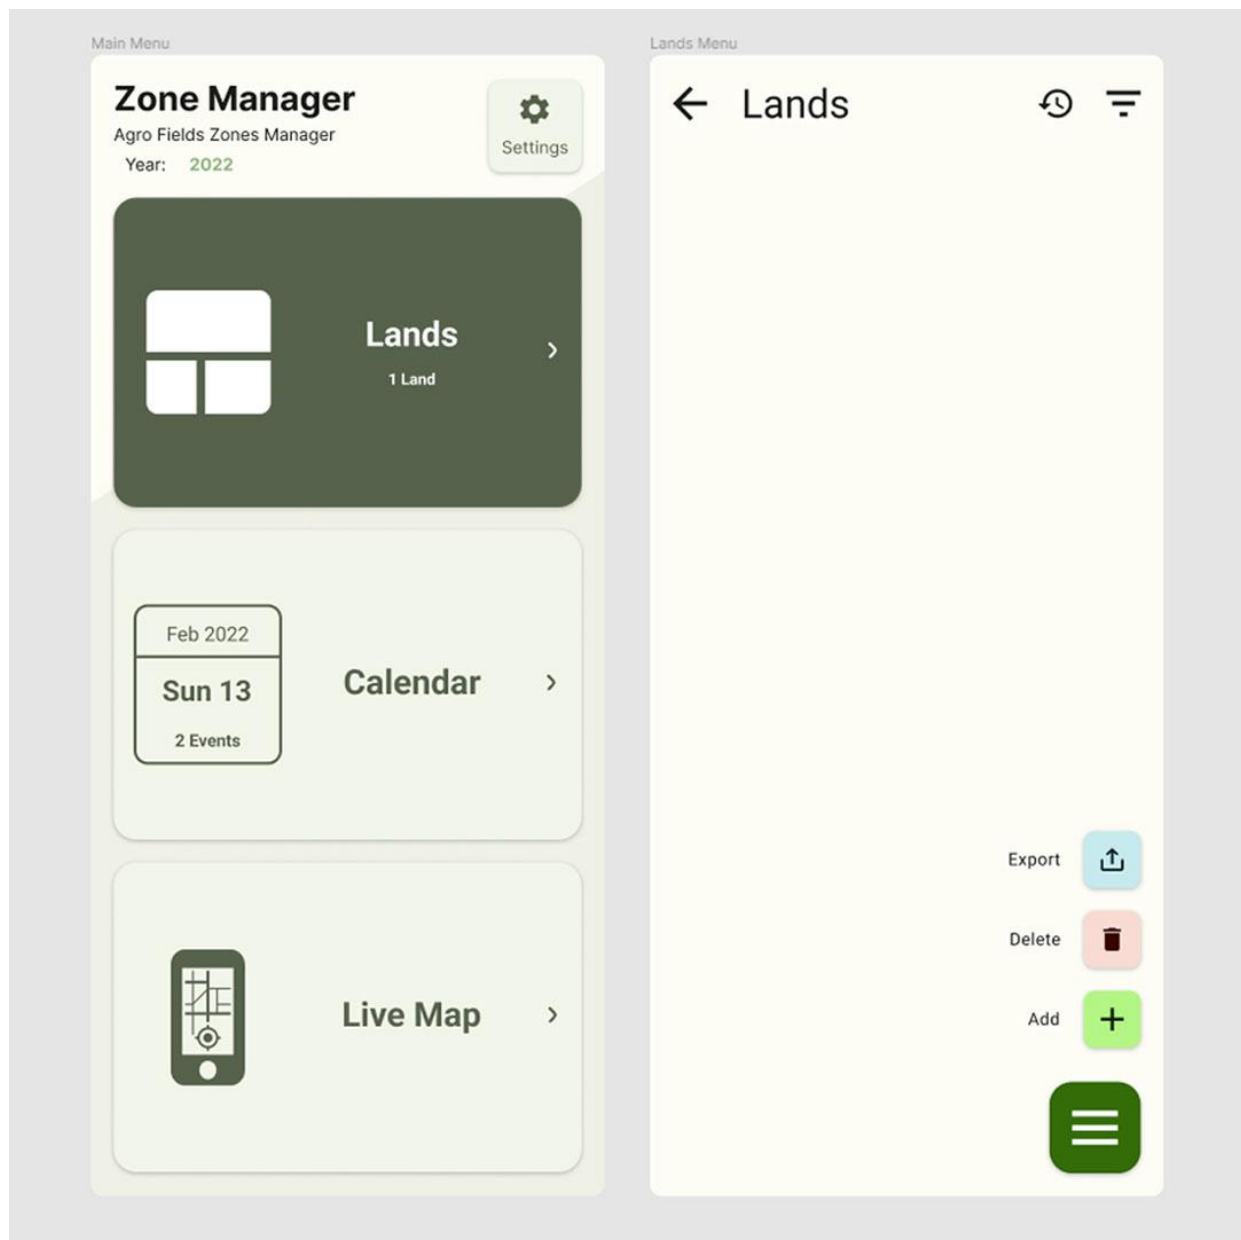 Main Menu
Zone Manager
Agro Fields Zones Manager
Year: 2022
Settings
Lands
1 Land
Feb 2022
Sun 13
2 Events
Calendar
Live Map
Lands Menu
Lands
Export
Delete
Add